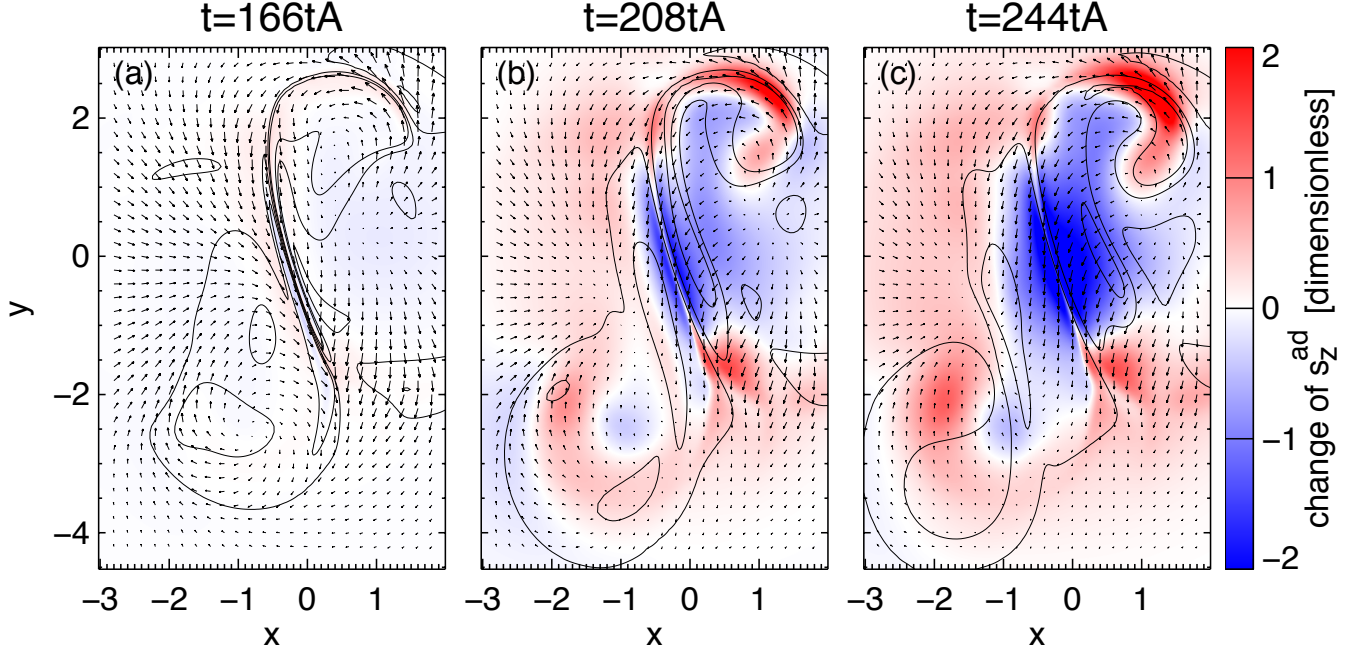 t=166tA
t=208tA
t=244tA
(a)
(b)
(c)
2
0
−2
−4
y
−3 −2 −1 0 1
x
−3 −2 −1 0 1
x
−3 −2 −1 0 1
x
2
1
0
−1
−2
change of s_z^ad [dimensionless]